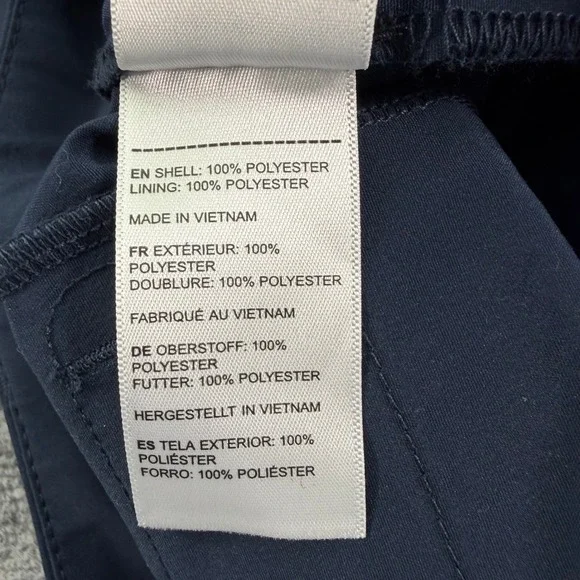 EN SHELL: 100% POLYESTER
LINING: 100% POLYESTER
MADE IN VIETNAM
FR EXTÉRIEUR: 100%
POLYESTER
DOUBLURE: 100% POLYESTER
FABRIQUÉ AU VIETNAM
DE OBERSTOFF: 100%
POLYESTER
FUTTER: 100% POLYESTER
HERGESTELLT IN VIETNAM
ES TELA EXTERIOR: 100%
POLIÉSTER
FORRO: 100% POLIÉSTER